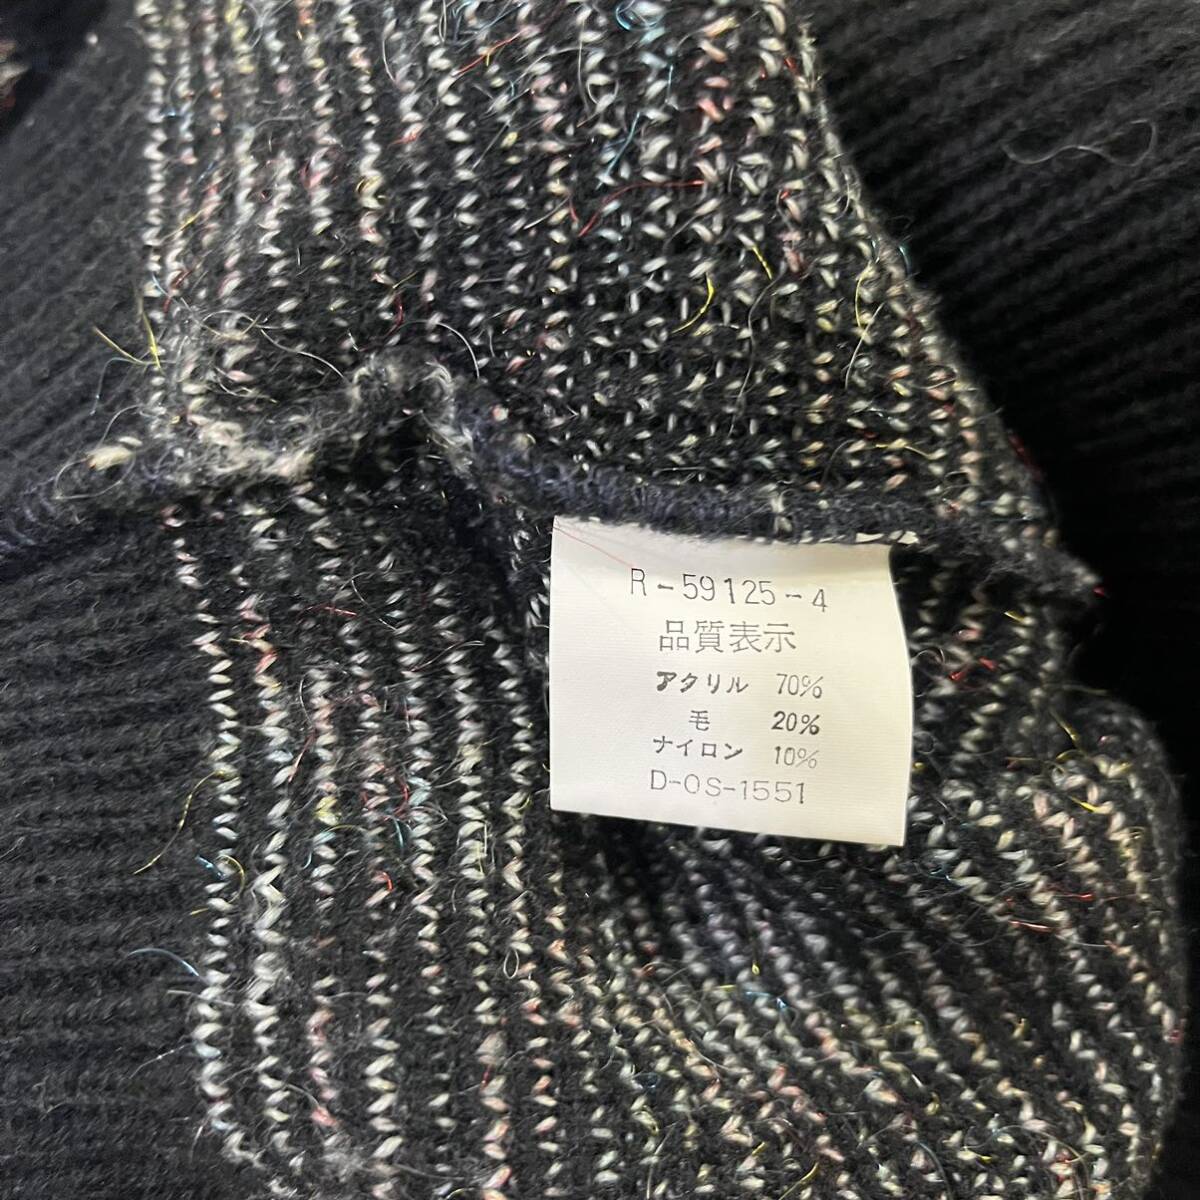 R-59125-4
品質表示
アクリル 70%
毛 20%
ナイロン 10%
D-OS-1551